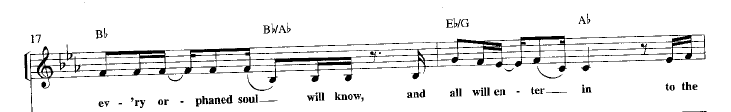 17 B♭ B♭/A♭ E♭/G A♭
ev - 'ry or - phaned soul will know, and all will en - ter in to the